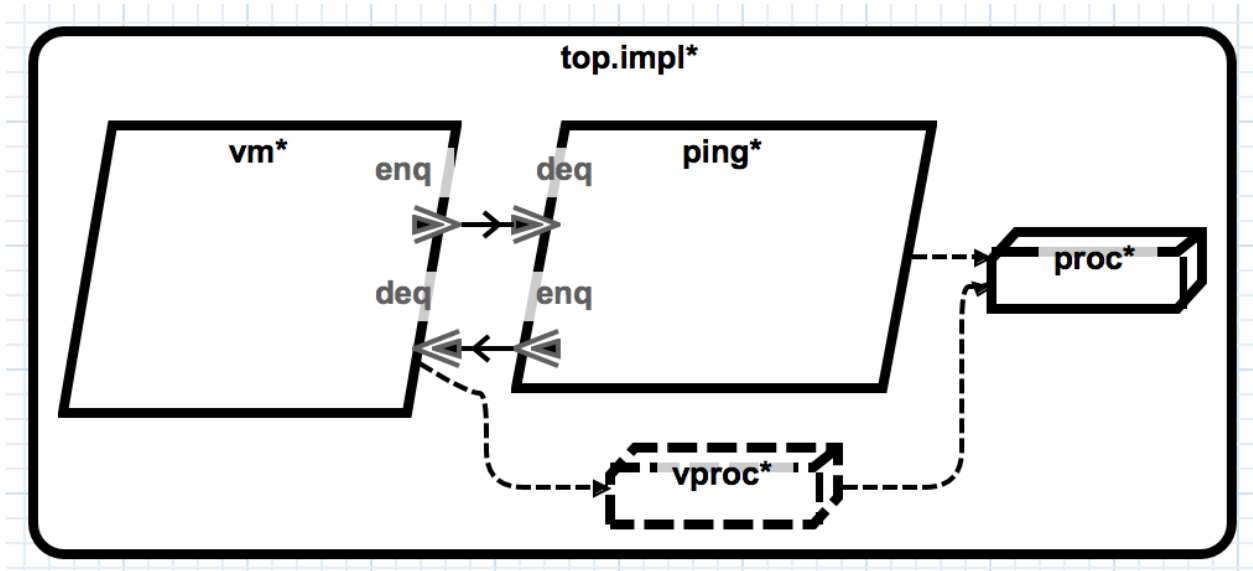 top.impl*
vm*
ping*
enq
deq
proc*
deq
enq
vproc*